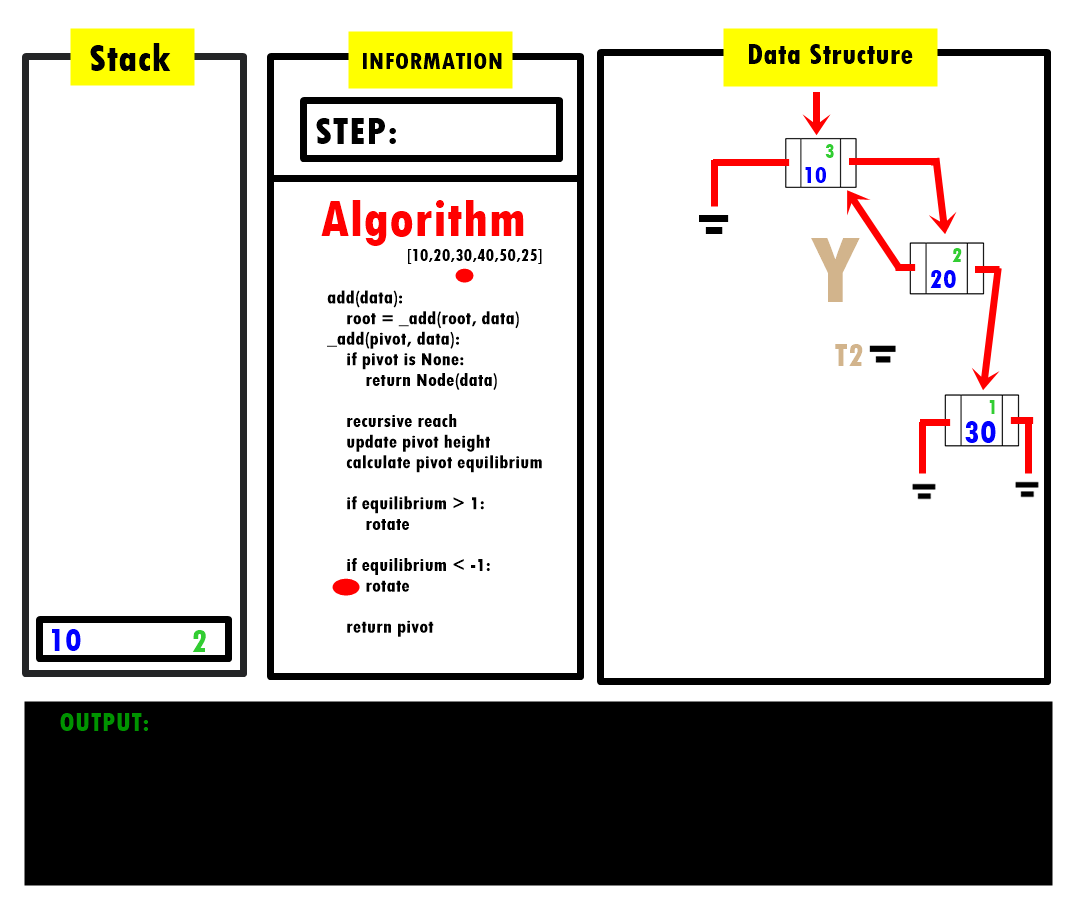 Stack
10 2
INFORMATION
STEP:
Algorithm
[10,20,30,40,50,25]
add(data):
root = _add(root, data)
_add(pivot, data):
if pivot is None:
return Node(data)
recursive reach
update pivot height
calculate pivot equilibrium
if equilibrium > 1:
rotate
if equilibrium < -1:
rotate
return pivot
Data Structure
3
10
2
20
Y
T2
1
30
OUTPUT: